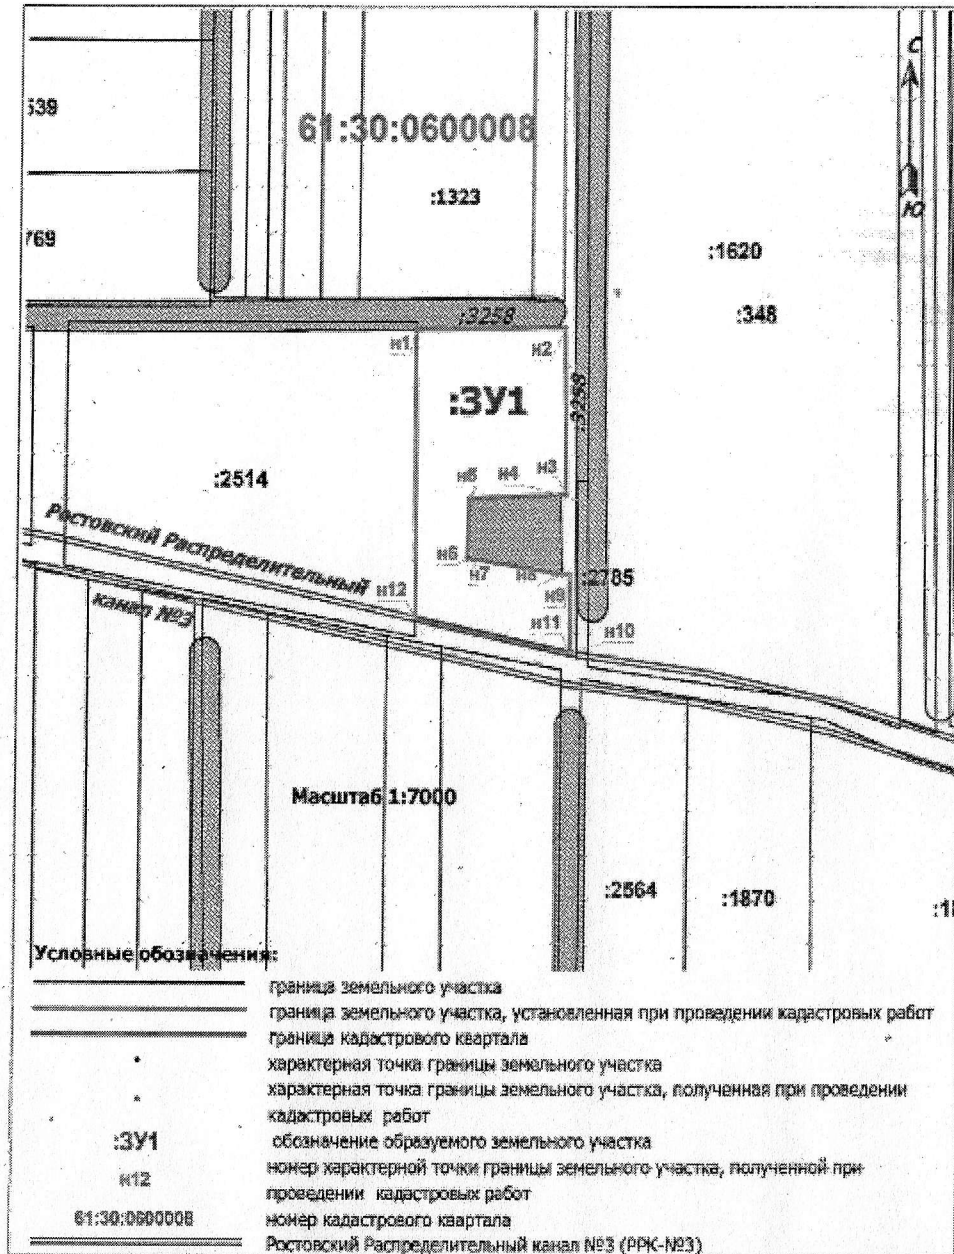 С
539
61:30:0600008
:1323
Ю
769
:1620
:3258
:348
н1
н2
:ЗУ1
:3258
:2514
н5 н4 н3
Ростовский Распределительный
канал №3
н6
н7 н8
:2785
н9
н12
н11
н10
Масштаб 1:7000
:2564
:1870
Условные обозначения:
граница земельного участка
граница земельного участка, установленная при проведении кадастровых работ
граница кадастрового квартала
характерная точка границы земельного участка
характерная точка границы земельного участка, полученная при проведении
кадастровых работ
:ЗУ1 обозначение образуемого земельного участка
н12 номер характерной точки границы земельного участка, полученной при
проведении кадастровых работ
61:30:0600008 номер кадастрового квартала
Ростовский Распределительный канал №3 (РРК-№3)